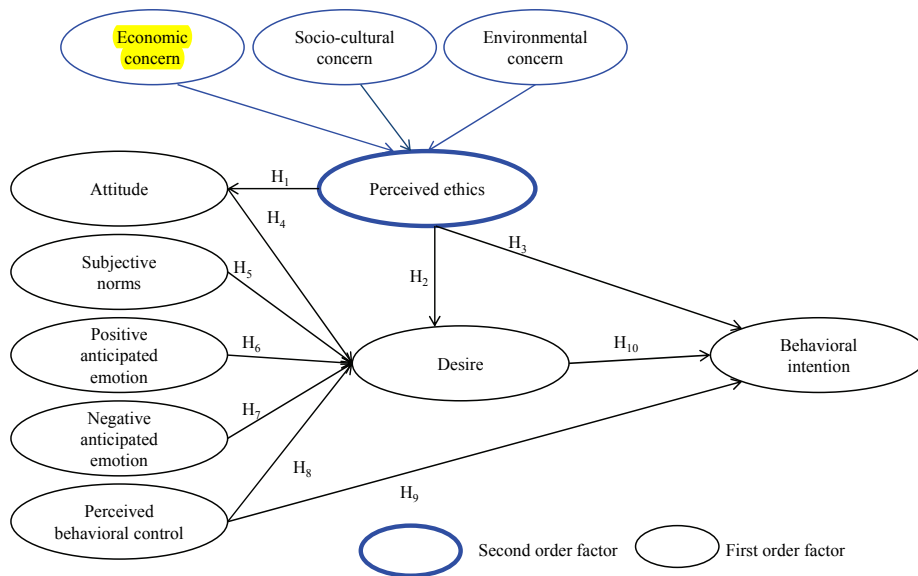 Economic
concern
Socio-cultural
concern
Environmental
concern
Perceived ethics
Attitude
H1
H4
H3
Subjective
norms
H5
H2
Positive
anticipated
emotion
H6
Desire
H10
Behavioral
intention
Negative
anticipated
emotion
H7
H8
H9
Perceived
behavioral control
Second order factor
First order factor